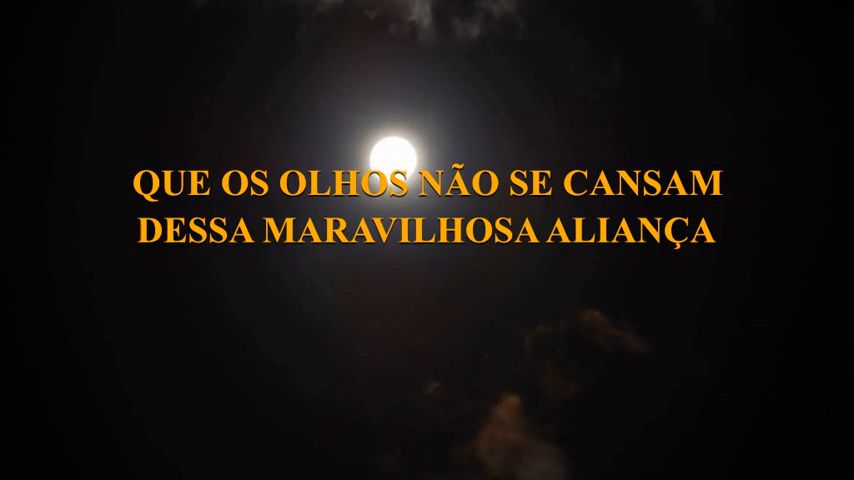 QUE OS OLHOS NÃO SE CANSAM
DESSA MARAVILHOSA ALIANÇA